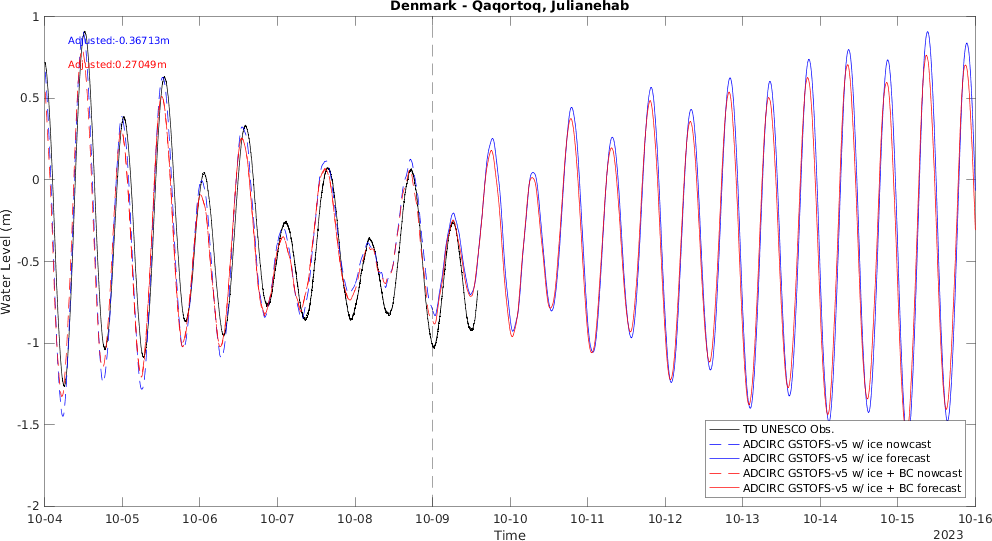 Denmark - Qaqortoq, Julianehab
Adjusted:-0.36713m
Adjusted:0.27049m
Water Level (m)
1
0.5
0
-0.5
-1
-1.5
-2
TD UNESCO Obs.
ADCIRC GSTOFS-v5 w/ ice nowcast
ADCIRC GSTOFS-v5 w/ ice forecast
ADCIRC GSTOFS-v5 w/ ice + BC nowcast
ADCIRC GSTOFS-v5 w/ ice + BC forecast
10-04 10-05 10-06 10-07 10-08 10-09 10-10 10-11 10-12 10-13 10-14 10-15 10-16
Time
2023